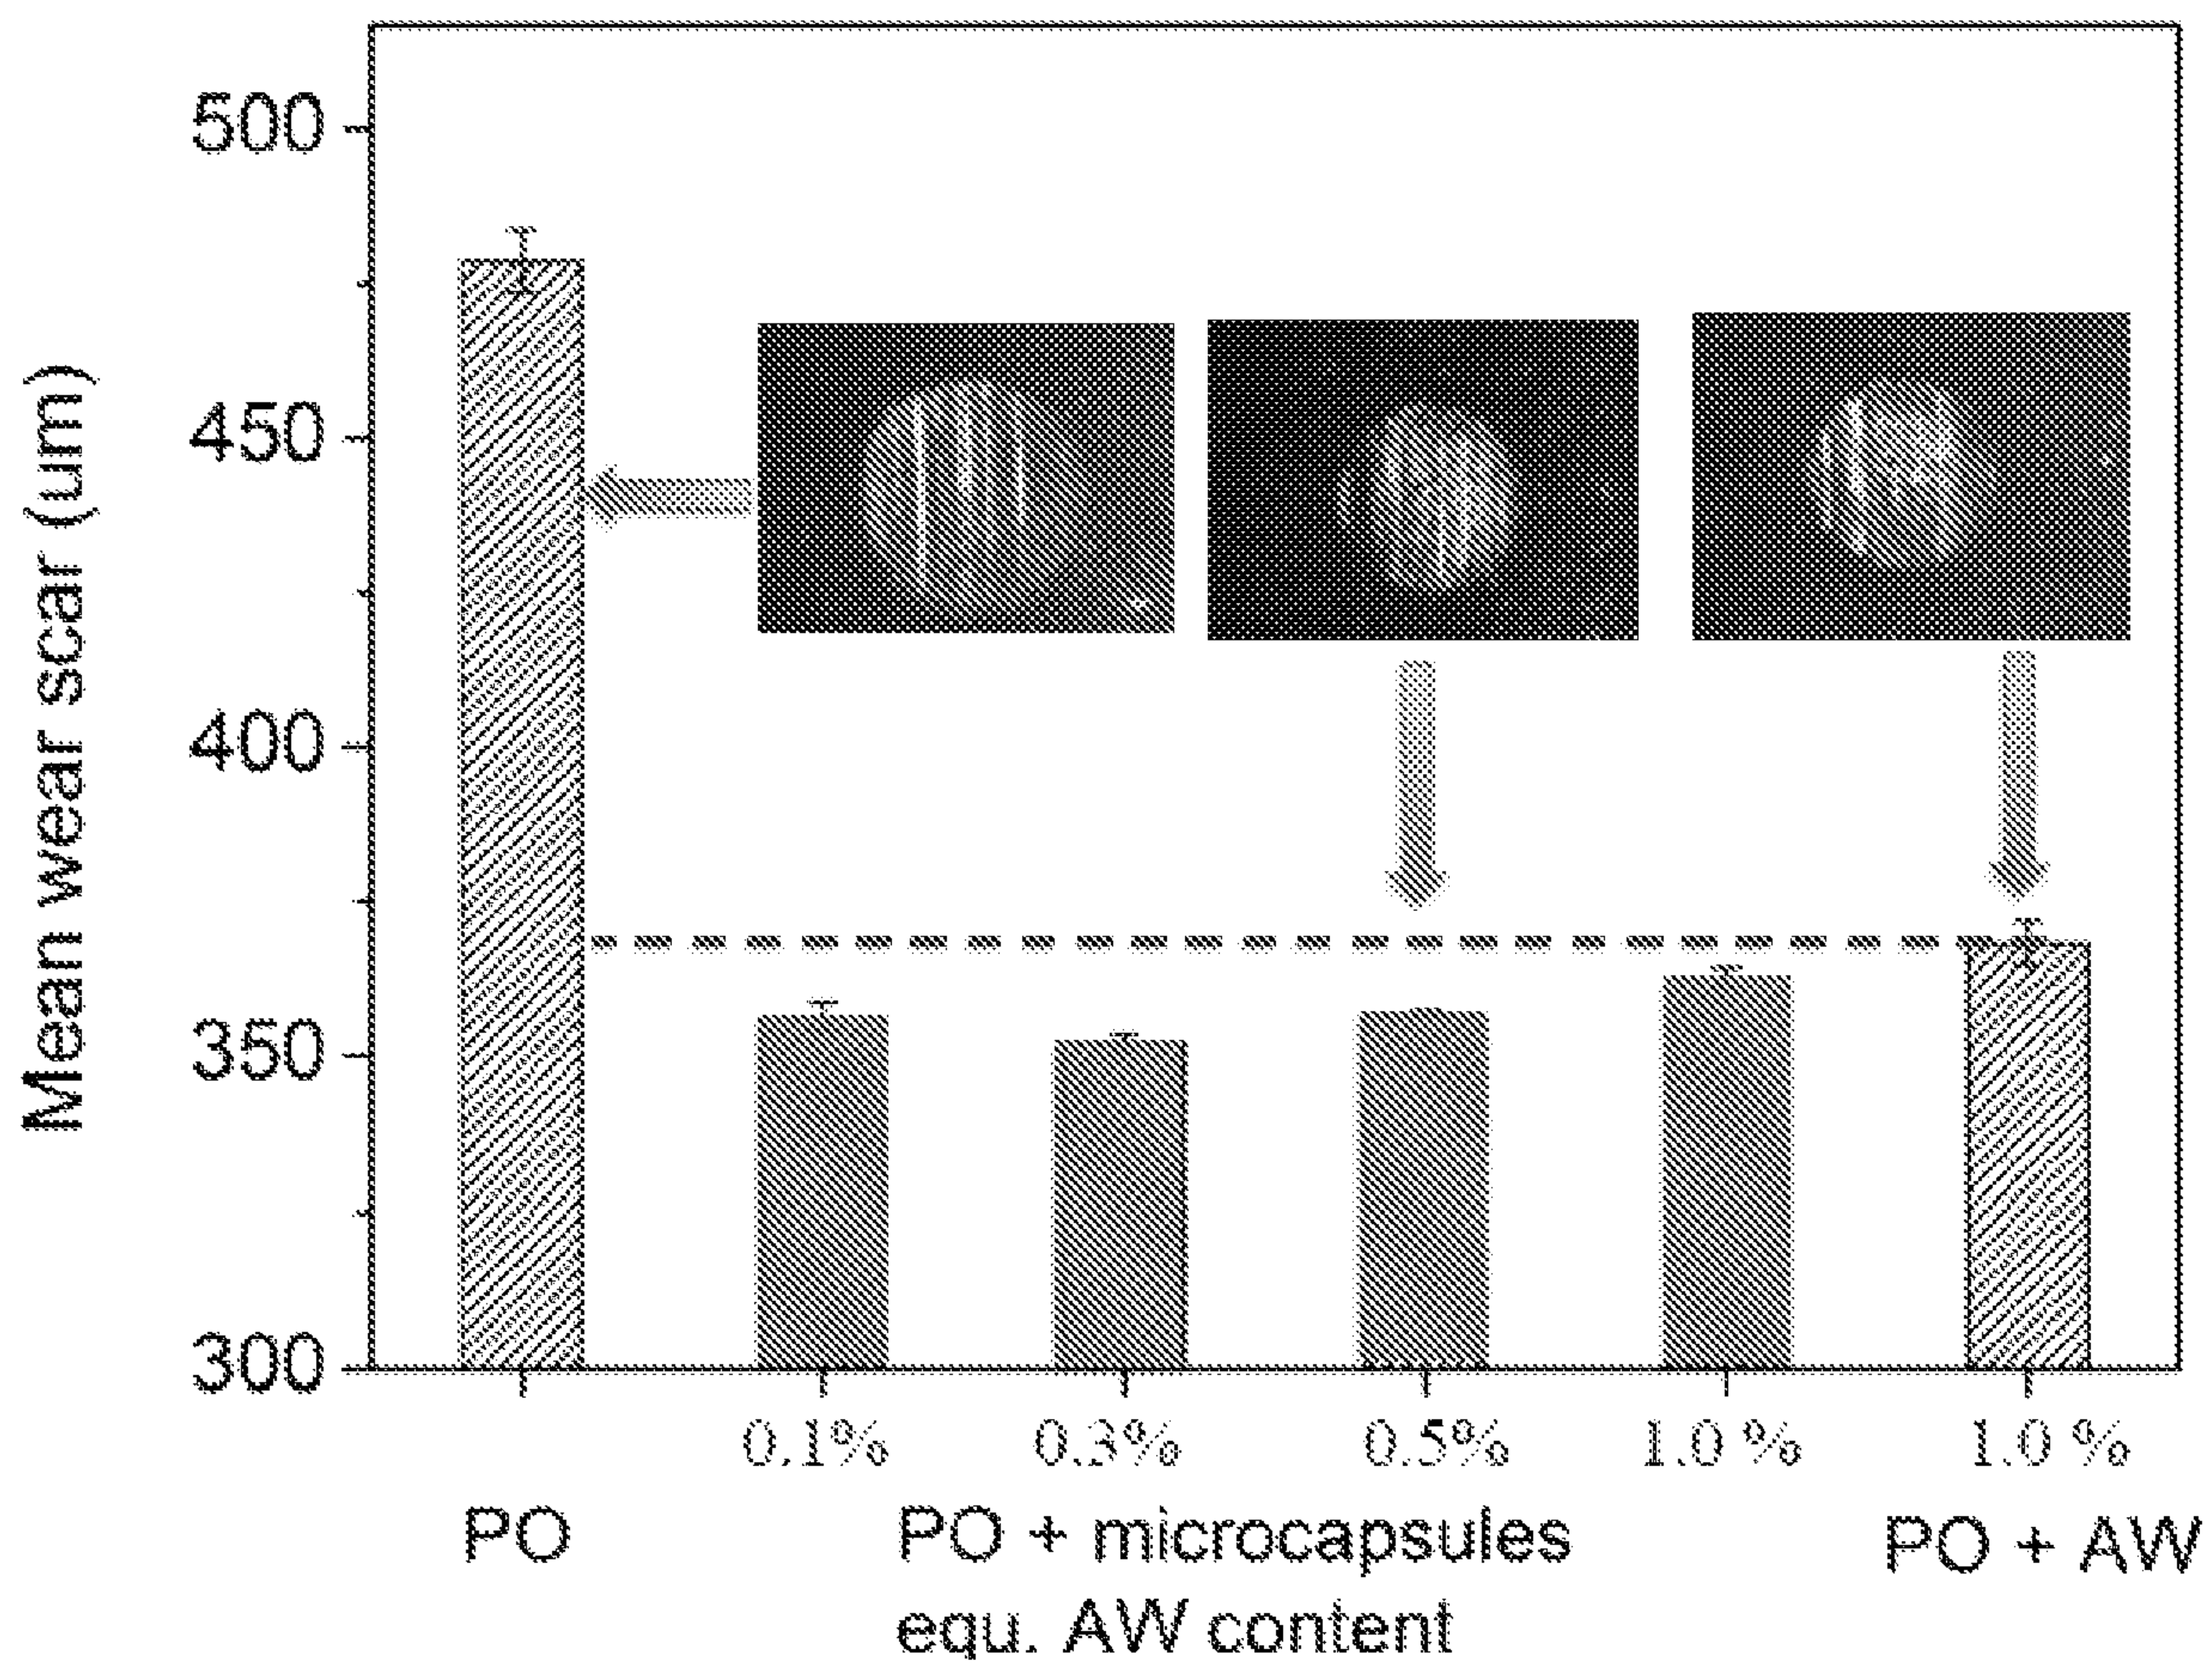 Mean wear scar (um)
500
450
400
350
300
0.1% 0.3% 0.5% 1.0 % 1.0 %
PO PO + microcapsules PO + AW
equ. AW content